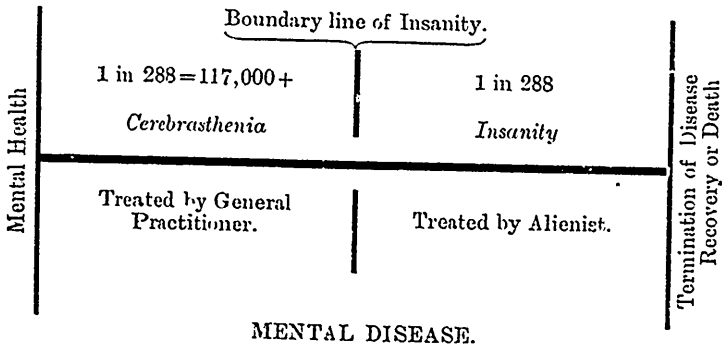 Boundary line of Insanity.
1 in 288=117,000+
1 in 288
Cerebrasthenia
Insanity
Mental Health
Termination of Disease
Recovery or Death
Treated by General
Practitioner.
Treated by Alienist.
MENTAL DISEASE.